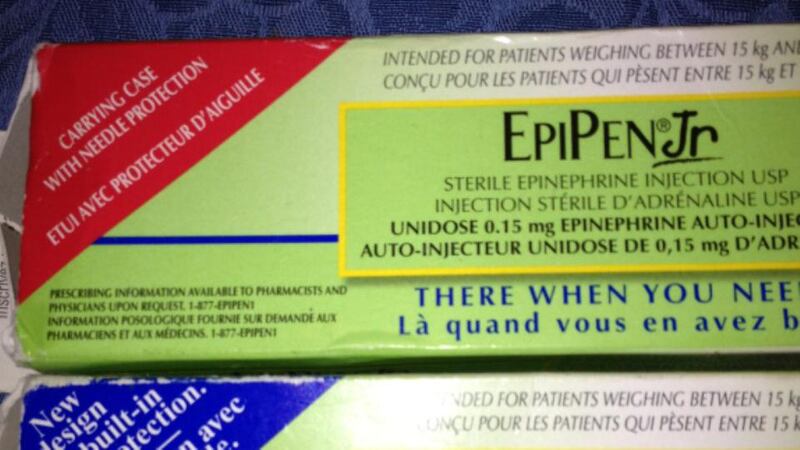 CARRYING CASE
WITH NEEDLE PROTECTION
ETUI AVEC PROTECTEUR D'AIGUILLE
INTENDED FOR PATIENTS WEIGHING BETWEEN 15 kg AND
CONÇU POUR LES PATIENTS QUI PÈSENT ENTRE 15 kg ET
EPIPEN® Jr
STERILE EPINEPHRINE INJECTION USP
INJECTION STÉRILE D'ADRÉNALINE USP
UNIDOSE 0.15 mg EPINEPHRINE AUTO-INJEC
AUTO-INJECTEUR UNIDOSE DE 0,15 mg D'ADR
PRESCRIBING INFORMATION AVAILABLE TO PHARMACISTS AND
PHYSICIANS UPON REQUEST. 1-877-EPIPEN1
INFORMATION POSOLOGIQUE FOURNIE SUR DEMANDE AUX
PHARMACIENS ET AUX MÉDECINS. 1-877-EPIPEN1
THERE WHEN YOU NEE
Là quand vous en avez b
New
design
built-in
tection.
n avec
NDED FOR PATIENTS WEIGHING BETWEEN 15 kg
ONÇU POUR LES PATIENTS QUI PÈSENT ENTRE 15 k